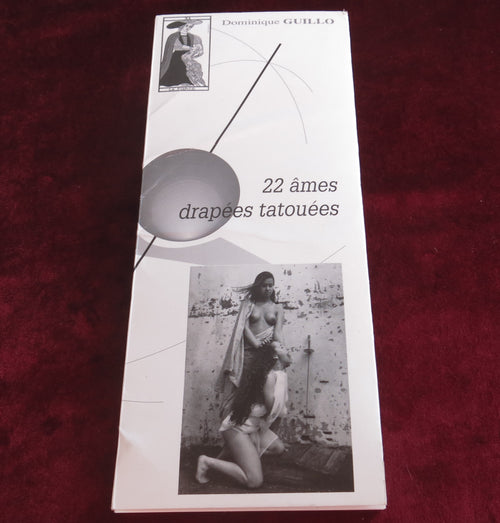 Dominique GUILLO
22 âmes
drapées tatouées